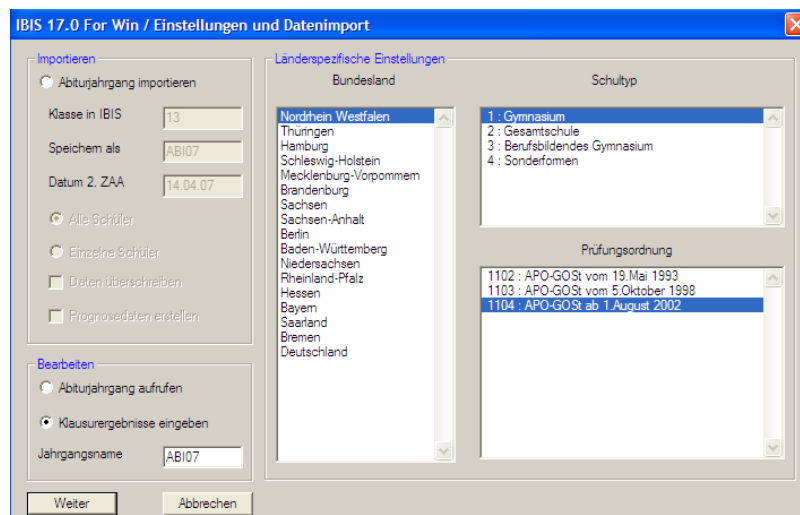 IBIS 17.0 For Win / Einstellungen und Datenimport
Importieren
Abiturjahrgang importieren
Klasse in IBIS 13
Speichern als ABI07
Datum 2. ZAA 14.04.07
Alle Schüler
Einzelne Schüler
Daten überschreiben
Prognosedaten erstellen
Bearbeiten
Abiturjahrgang aufrufen
Klausurergebnisse eingeben
Jahrgangsname ABI07
Weiter Abbrechen
Länderspezifische Einstellungen
Bundesland
Nordrhein Westfalen
Thüringen
Hamburg
Schleswig-Holstein
Mecklenburg-Vorpommern
Brandenburg
Sachsen
Sachsen-Anhalt
Berlin
Baden-Württemberg
Niedersachsen
Rheinland-Pfalz
Hessen
Bayern
Saarland
Bremen
Deutschland
Schultyp
1 : Gymnasium
2 : Gesamtschule
3 : Berufsbildendes Gymnasium
4 : Sonderformen
Prüfungsordnung
1102 : APO-GOSt vom 19.Mai 1993
1103 : APO-GOSt vom 5.Oktober 1998
1104 : APO-GOSt ab 1.August 2002